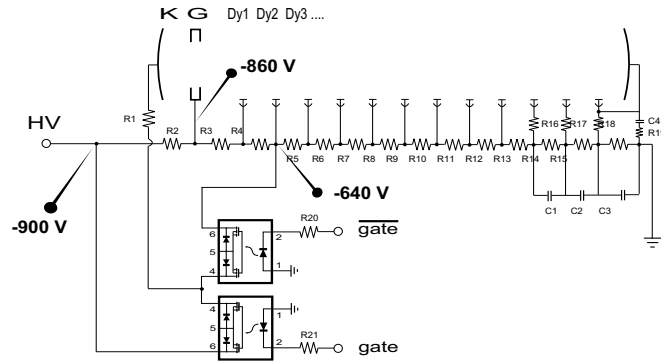 K G Dy1 Dy2 Dy3 ....
-860 V
HV
R1
R2 R3 R4 R5 R6 R7 R8 R9 R10 R11 R12 R13 R14 R15
R16 R17 R18
C4
R19
C1 C2 C3
-900 V
-640 V
6
5
4
2
1
R20
gate
4
5
6
1
2
R21
gate